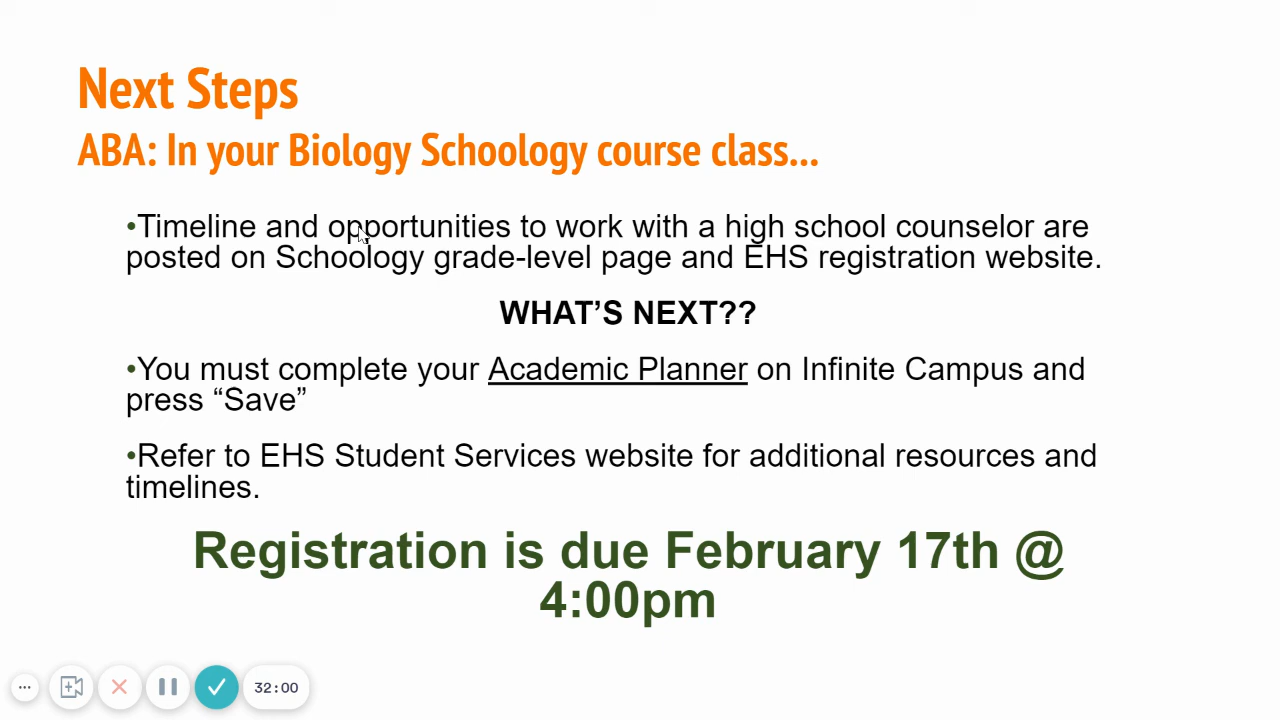 Next Steps
ABA: In your Biology Schoology course class...
•Timeline and opportunities to work with a high school counselor are
posted on Schoology grade-level page and EHS registration website.
WHAT’S NEXT??
•You must complete your Academic Planner on Infinite Campus and
press “Save”
•Refer to EHS Student Services website for additional resources and
timelines.
Registration is due February 17th @
4:00pm
32:00